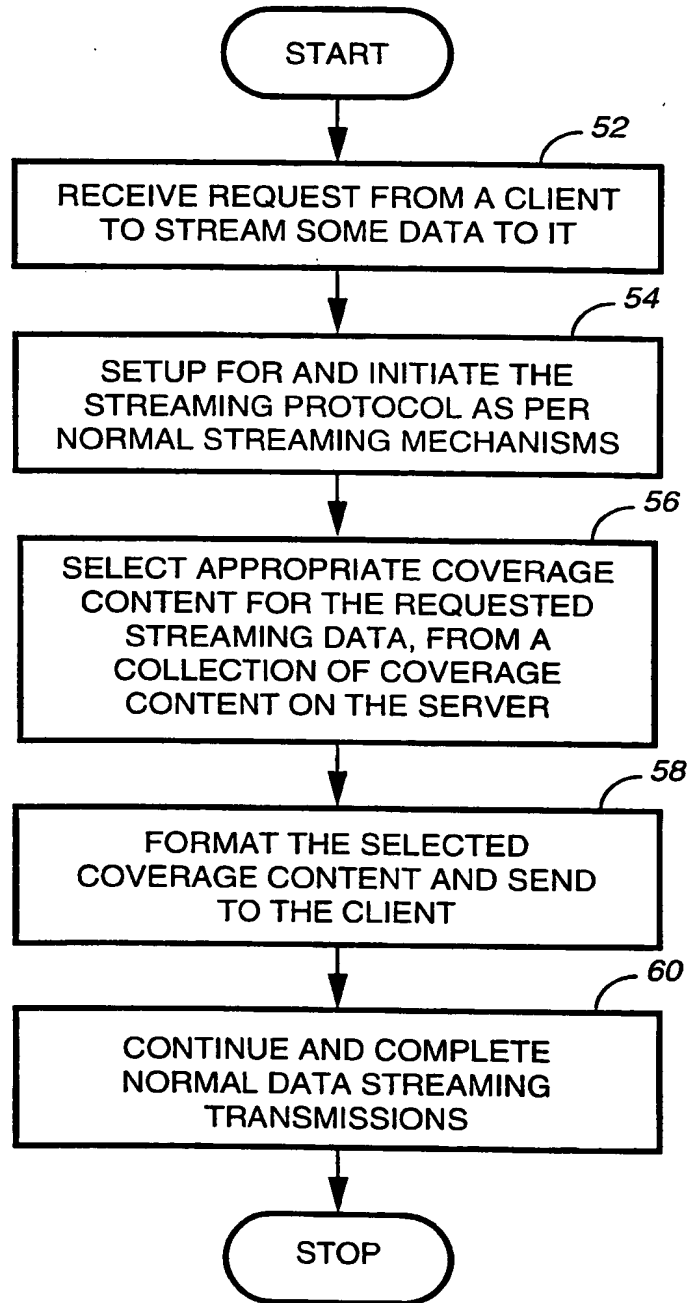 START
52
RECEIVE REQUEST FROM A CLIENT
TO STREAM SOME DATA TO IT
54
SETUP FOR AND INITIATE THE
STREAMING PROTOCOL AS PER
NORMAL STREAMING MECHANISMS
56
SELECT APPROPRIATE COVERAGE
CONTENT FOR THE REQUESTED
STREAMING DATA, FROM A
COLLECTION OF COVERAGE
CONTENT ON THE SERVER
58
FORMAT THE SELECTED
COVERAGE CONTENT AND SEND
TO THE CLIENT
60
CONTINUE AND COMPLETE
NORMAL DATA STREAMING
TRANSMISSIONS
STOP